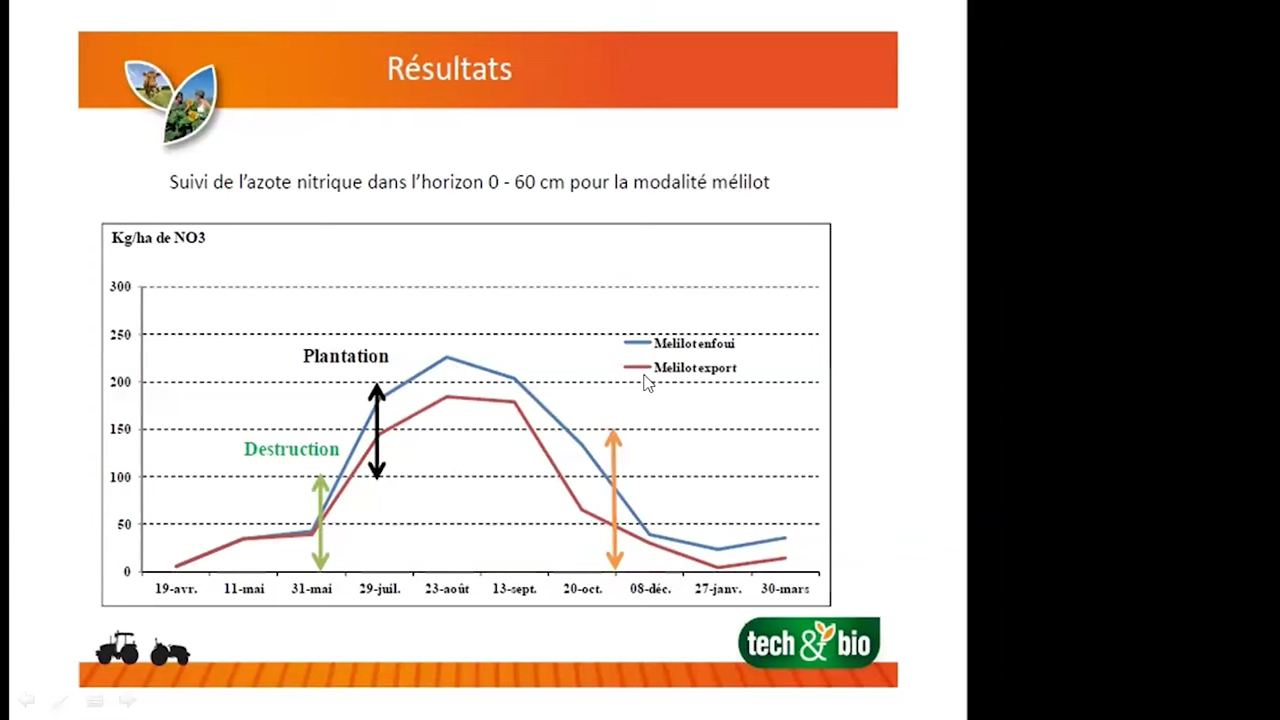 Résultats
Suivi de l'azote nitrique dans l'horizon 0 - 60 cm pour la modalité mélilot
Kg/ha de NO3
300
250
Melilot enfoui
Plantation
Melilot export
200
150
Destruction
100
50
0
19-avr. 11-mai 31-mai 29-juil. 23-août 13-sept. 20-oct. 08-déc. 27-janv. 30-mars
tech & bio